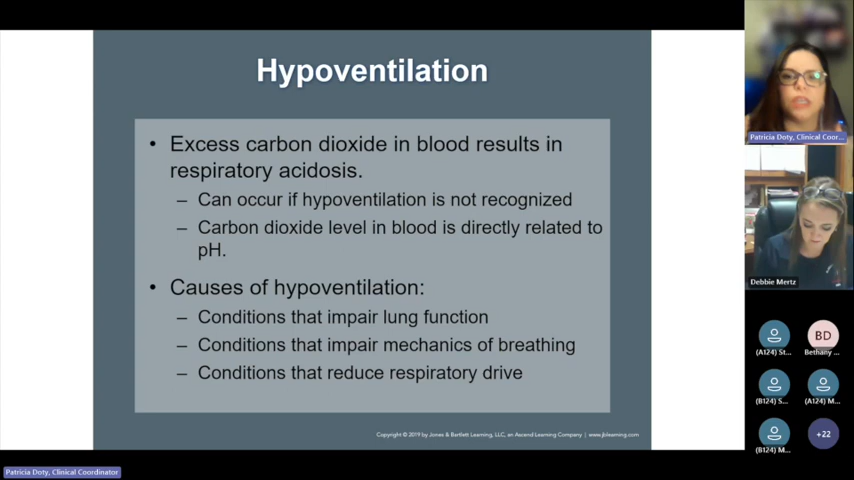 Hypoventilation
• Excess carbon dioxide in blood results in
respiratory acidosis.
– Can occur if hypoventilation is not recognized
– Carbon dioxide level in blood is directly related to
pH.
• Causes of hypoventilation:
– Conditions that impair lung function
– Conditions that impair mechanics of breathing
– Conditions that reduce respiratory drive
Copyright © 2019 by Jones & Bartlett Learning, LLC, an Ascend Learning Company | www.jblearning.com
Patricia Doty, Clinical Coor...
Debbie Mertz
BD
(A124) St...
Bethany ...
(B124) S...
(A124) M...
+22
(B124) M...
Patricia Doty, Clinical Coordinator